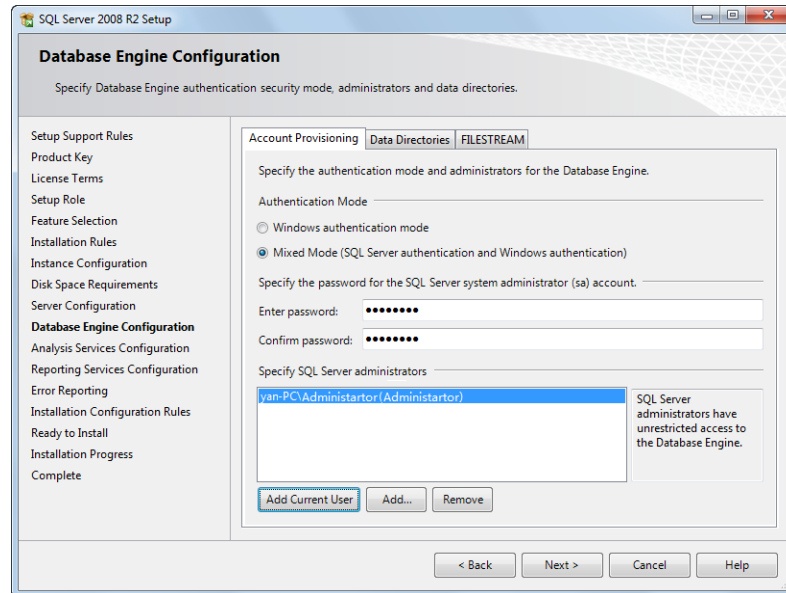 SQL Server 2008 R2 Setup
Database Engine Configuration
Specify Database Engine authentication security mode, administrators and data directories.
Setup Support Rules
Product Key
License Terms
Setup Role
Feature Selection
Installation Rules
Instance Configuration
Disk Space Requirements
Server Configuration
Database Engine Configuration
Analysis Services Configuration
Reporting Services Configuration
Error Reporting
Installation Configuration Rules
Ready to Install
Installation Progress
Complete
Account Provisioning Data Directories FILESTREAM
Specify the authentication mode and administrators for the Database Engine.
Authentication Mode
Windows authentication mode
Mixed Mode (SQL Server authentication and Windows authentication)
Specify the password for the SQL Server system administrator (sa) account.
Enter password: ●●●●●●●●
Confirm password: ●●●●●●●●
Specify SQL Server administrators
yan-PC\Administartor(Administartor)
SQL Server
administrators have
unrestricted access to
the Database Engine.
Add Current User Add... Remove
< Back Next > Cancel Help